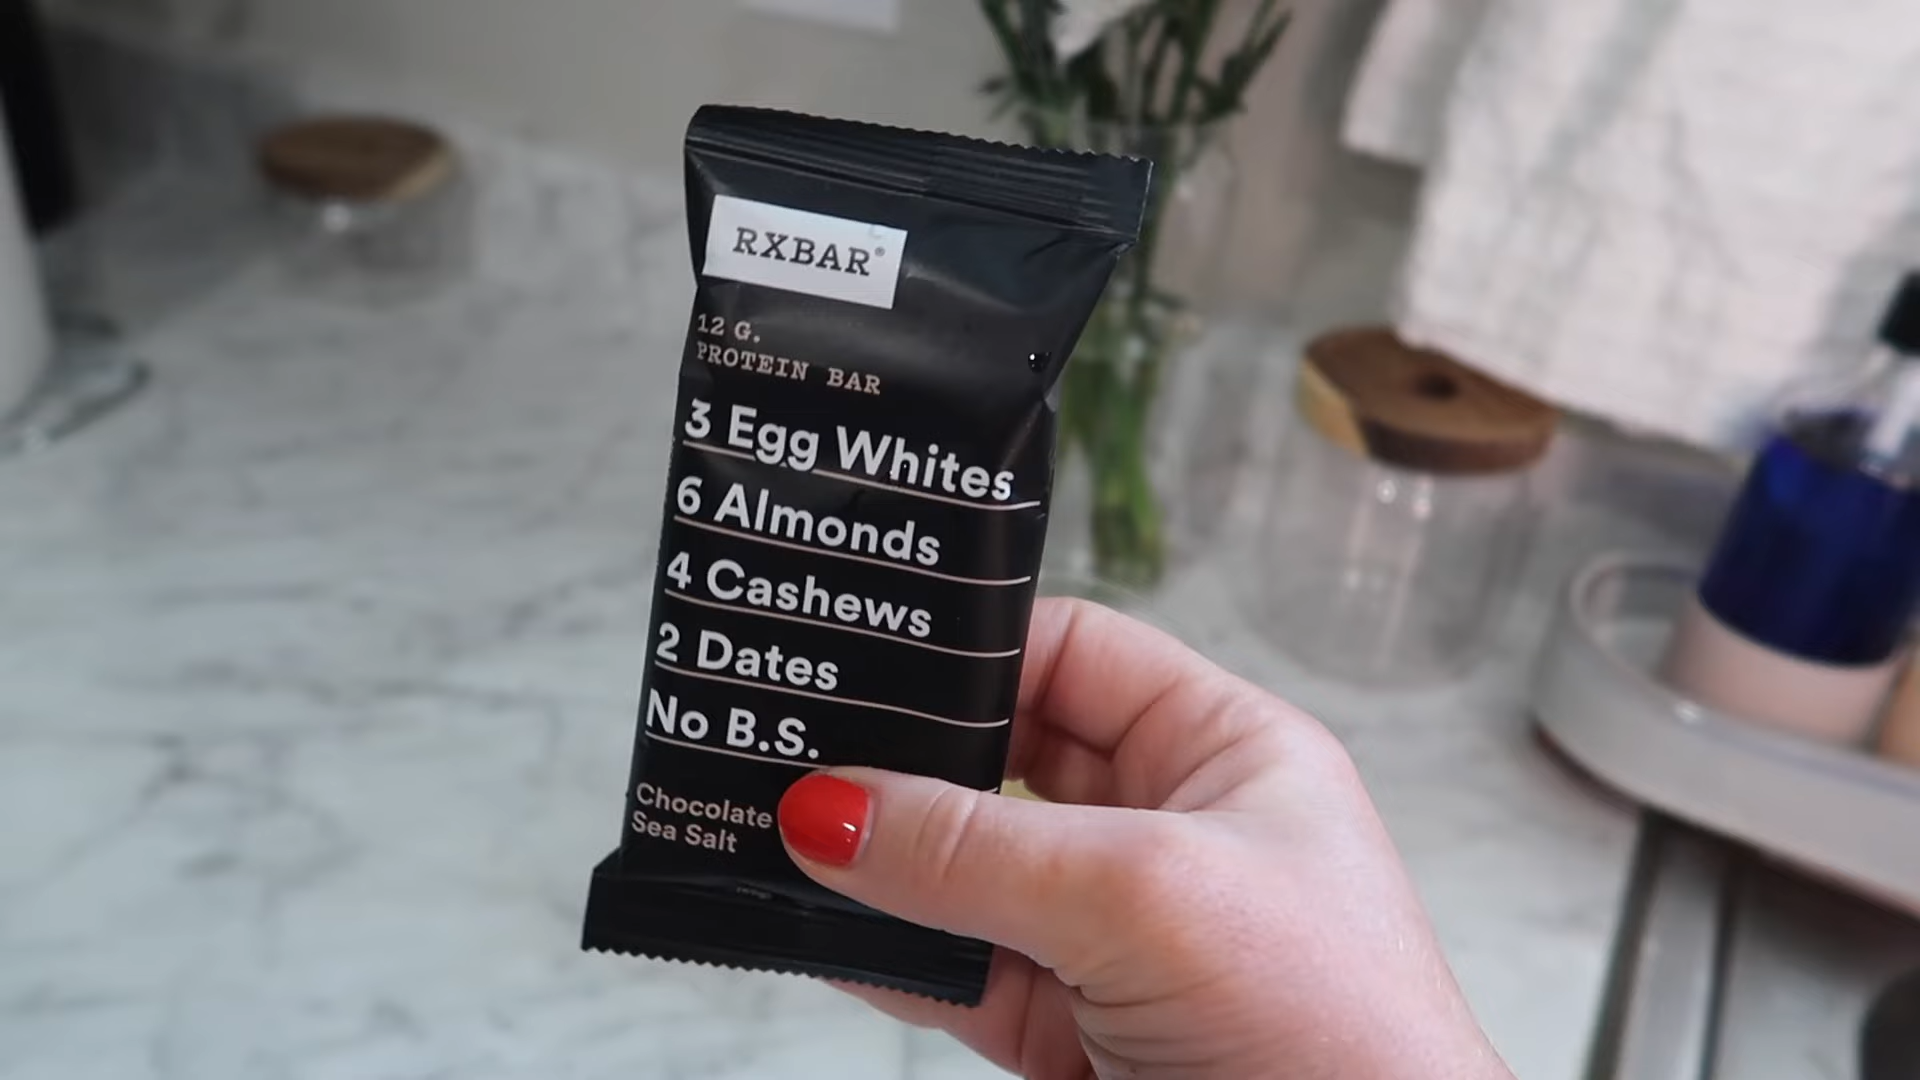 RXBAR®
12 G.
PROTEIN BAR
3 Egg Whites
6 Almonds
4 Cashews
2 Dates
No B.S.
Chocolate
Sea Salt